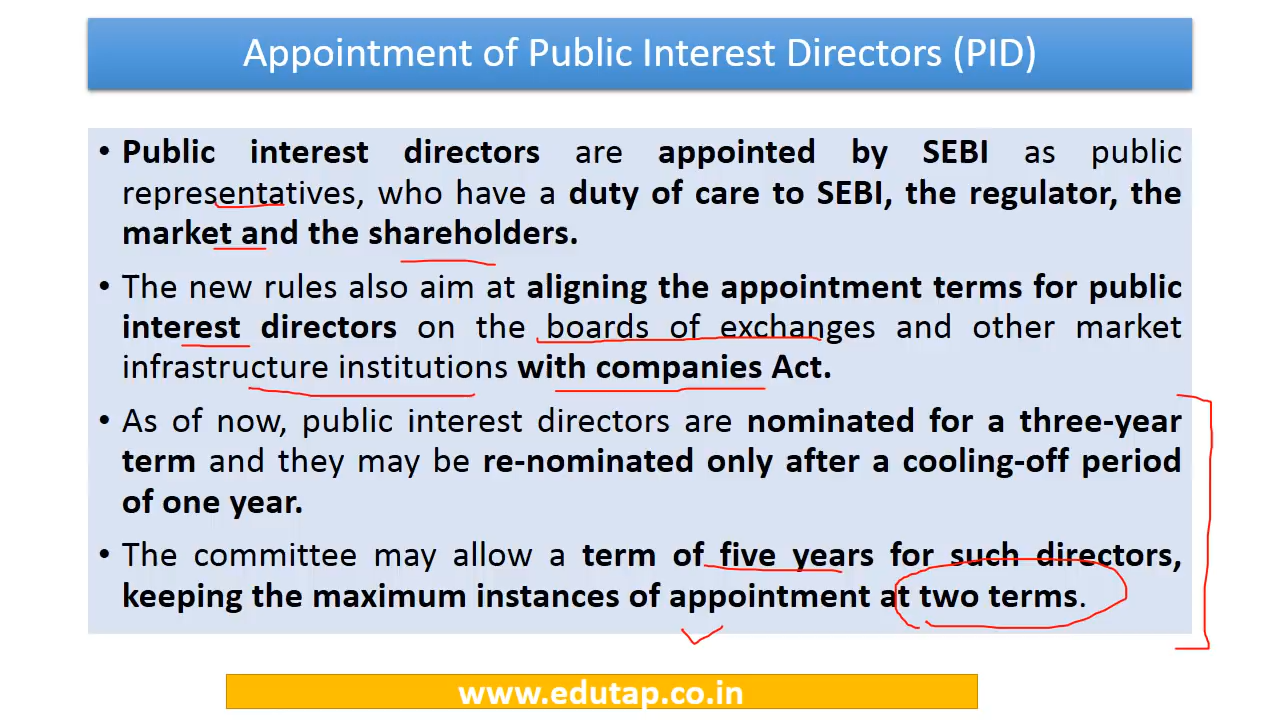 Appointment of Public Interest Directors (PID)
• Public interest directors are appointed by SEBI as public
representatives, who have a duty of care to SEBI, the regulator, the
market and the shareholders.
• The new rules also aim at aligning the appointment terms for public
interest directors on the boards of exchanges and other market
infrastructure institutions with companies Act.
• As of now, public interest directors are nominated for a three-year
term and they may be re-nominated only after a cooling-off period
of one year.
• The committee may allow a term of five years for such directors,
keeping the maximum instances of appointment at two terms.
www.edutap.co.in